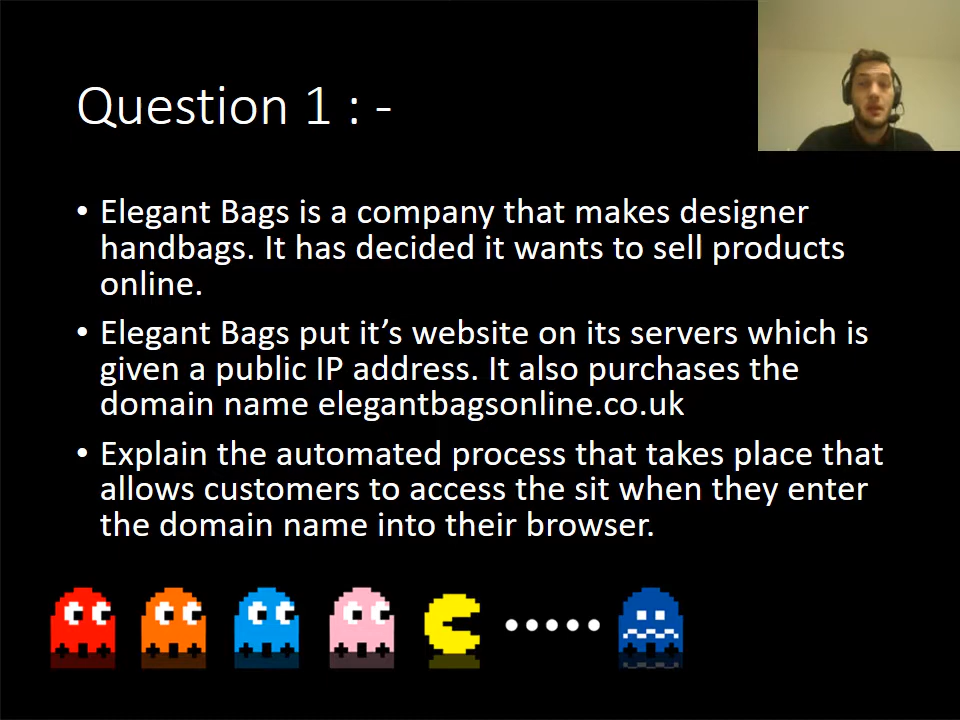 Question 1 : -
• Elegant Bags is a company that makes designer
handbags. It has decided it wants to sell products
online.
• Elegant Bags put it’s website on its servers which is
given a public IP address. It also purchases the
domain name elegantbagsonline.co.uk
• Explain the automated process that takes place that
allows customers to access the sit when they enter
the domain name into their browser.